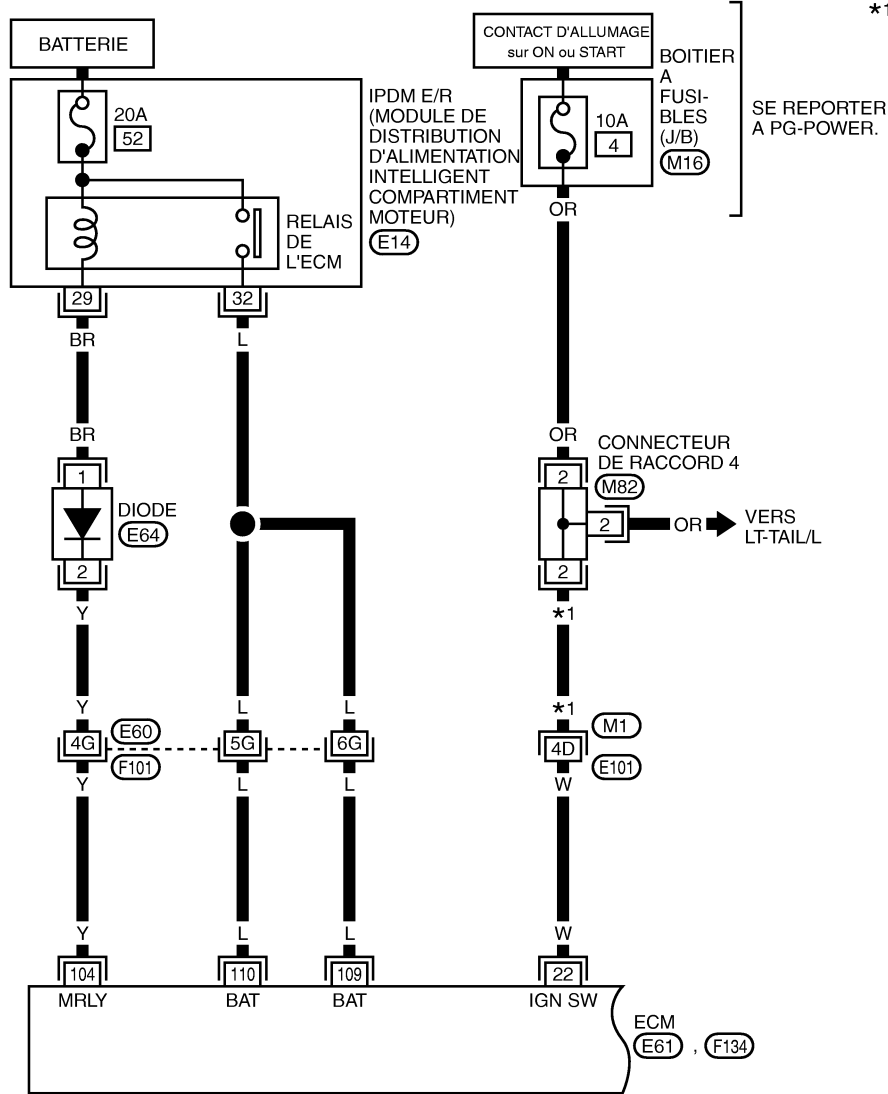 *1
BATTERIE
CONTACT D'ALLUMAGE
sur ON ou START
20A
52
IPDM E/R
(MODULE DE
DISTRIBUTION
D'ALIMENTATION
INTELLIGENT
COMPARTIMENT
MOTEUR)
E14
RELAIS
DE
L'ECM
10A
4
BOITIER
A
FUSI-
BLES
(J/B)
M16
SE REPORTER
A PG-POWER.
OR
29
32
BR
L
BR
OR
1
2
CONNECTEUR
DE RACCORD 4
M82
DIODE
E64
2
OR
VERS
LT-TAIL/L
2
2
Y
*1
Y
L
L
*1
4G
E60
F101
5G
6G
4D
M1
E101
Y
L
L
W
Y
L
L
W
104
110
109
22
MRLY
BAT
BAT
IGN SW
ECM
E61 , F134